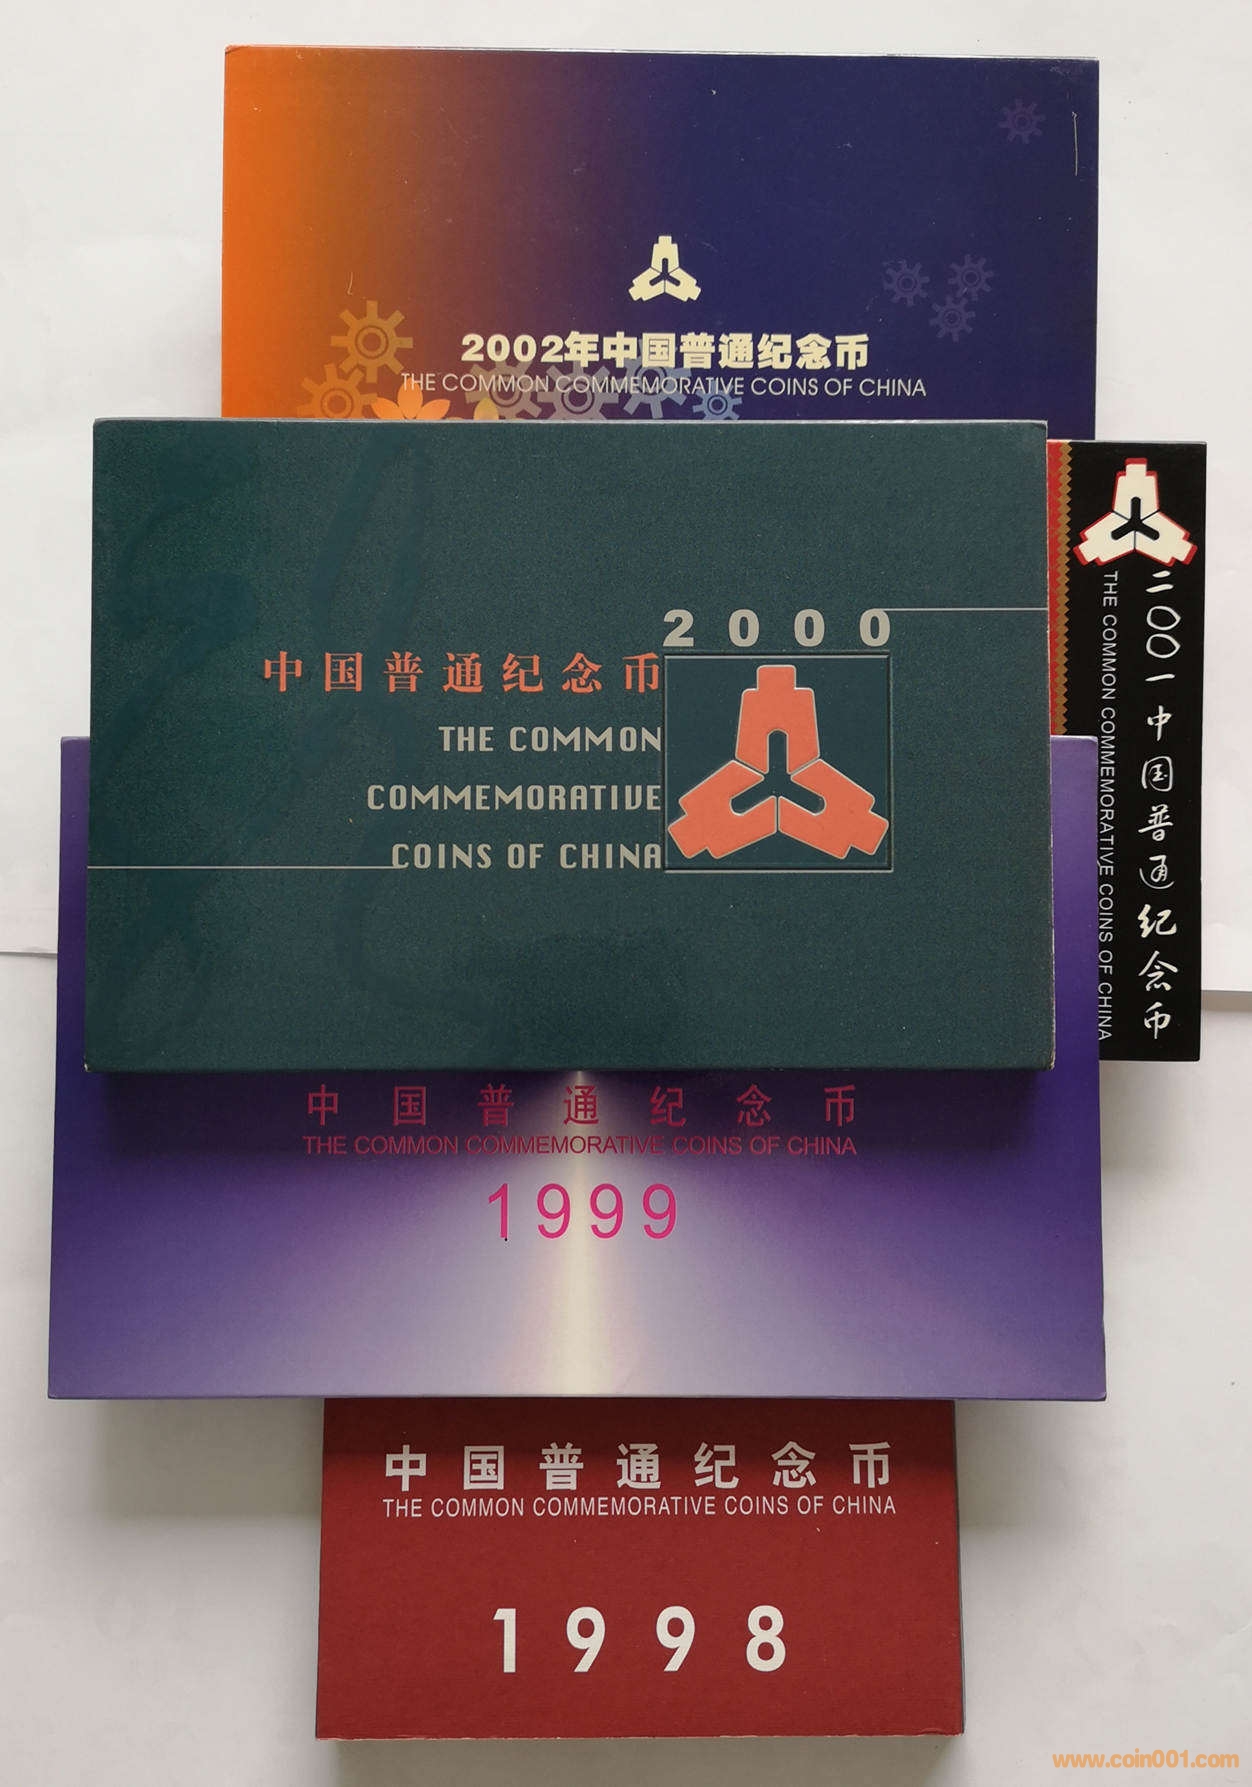 2002年中国普通纪念币
THE COMMON COMMEMORATIVE COINS OF CHINA
2000
中国普通纪念币
THE COMMON
COMMEMORATIVE
COINS OF CHINA
二00一中国普通纪念币
THE COMMON COMMEMORATIVE COINS OF CHINA
中国普通纪念币
THE COMMON COMMEMORATIVE COINS OF CHINA
1999
中国普通纪念币
THE COMMON COMMEMORATIVE COINS OF CHINA
1998
www.coin001.com